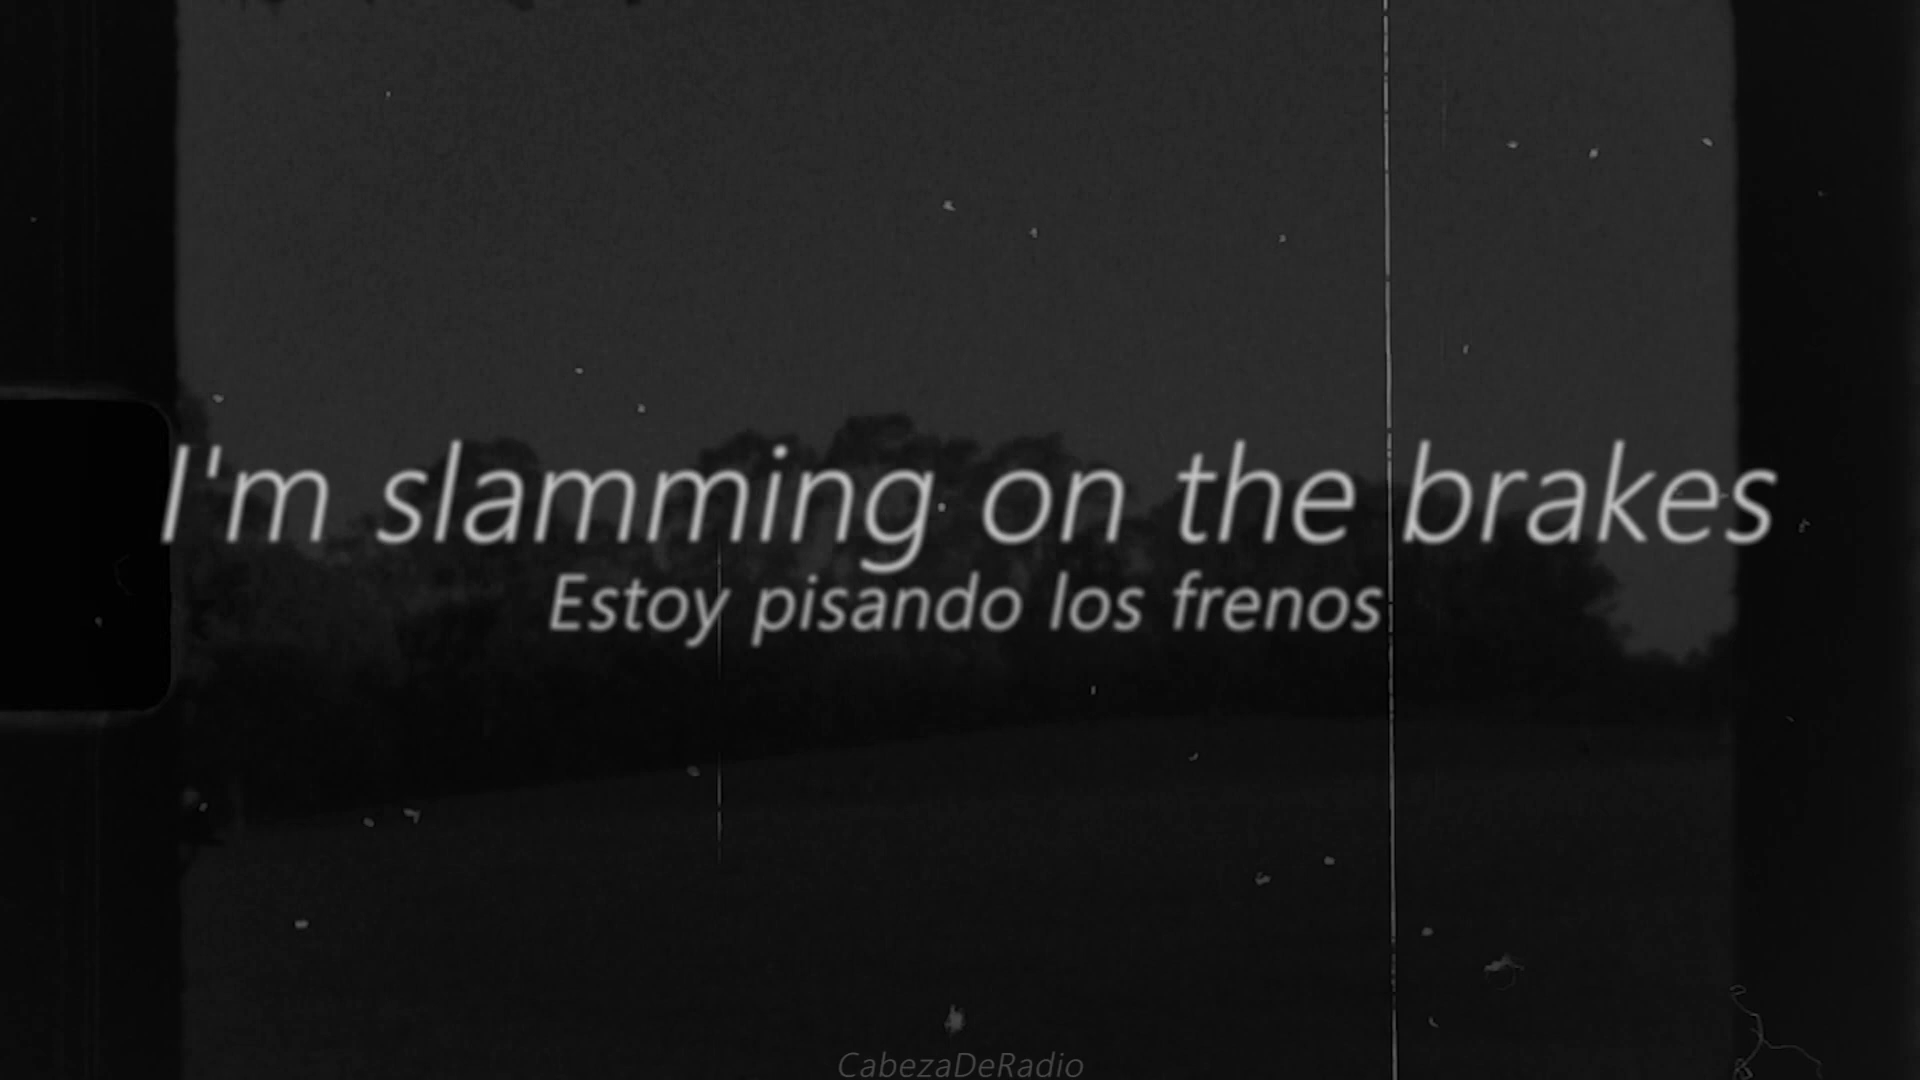 I'm slamming on the brakes
Estoy pisando los frenos
CabezaDeRadio